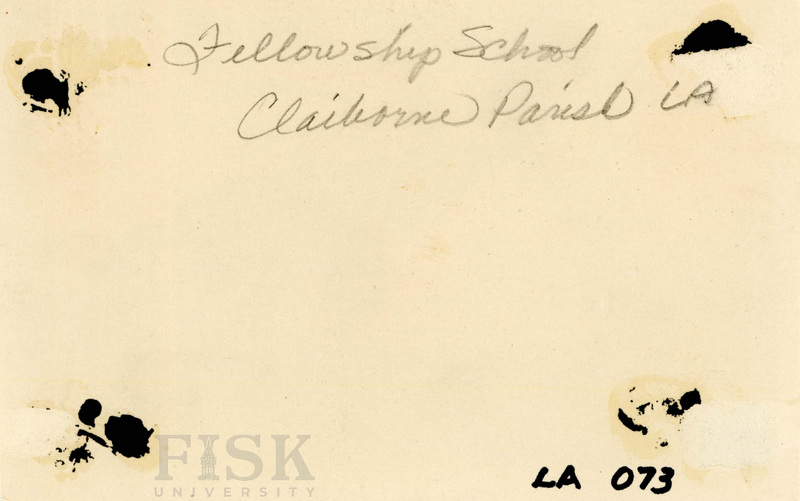 Fellowship School
Claiborne Parish LA
FISK
UNIVERSITY
LA 073